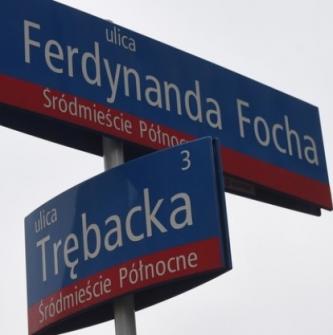 ulica
Ferdynanda Focha
Śródmieście Północne
3
ulica
Trębacka
Śródmieście Północne